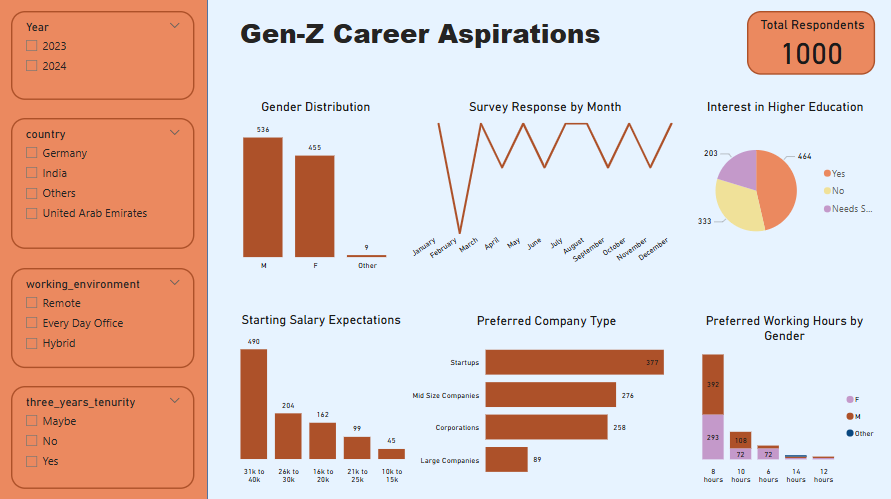 Year
2023
2024
country
Germany
India
Others
United Arab Emirates
working_environment
Remote
Every Day Office
Hybrid
three_years_tenurity
Maybe
No
Yes
Gen-Z Career Aspirations
Total Respondents
1000
Gender Distribution
536
455
9
M
F
Other
Survey Response by Month
January
February
March
April
May
June
July
August
September
October
November
December
Interest in Higher Education
203
464
333
Yes
No
Needs S...
Starting Salary Expectations
490
204
162
99
45
31k to
40k
26k to
30k
16k to
20k
21k to
25k
10k to
15k
Preferred Company Type
Startups
377
Mid Size Companies
276
Corporations
258
Large Companies
89
Preferred Working Hours by
Gender
392
293
108
72
72
8
hours
10
hours
6
hours
14
hours
12
hours
F
M
Other